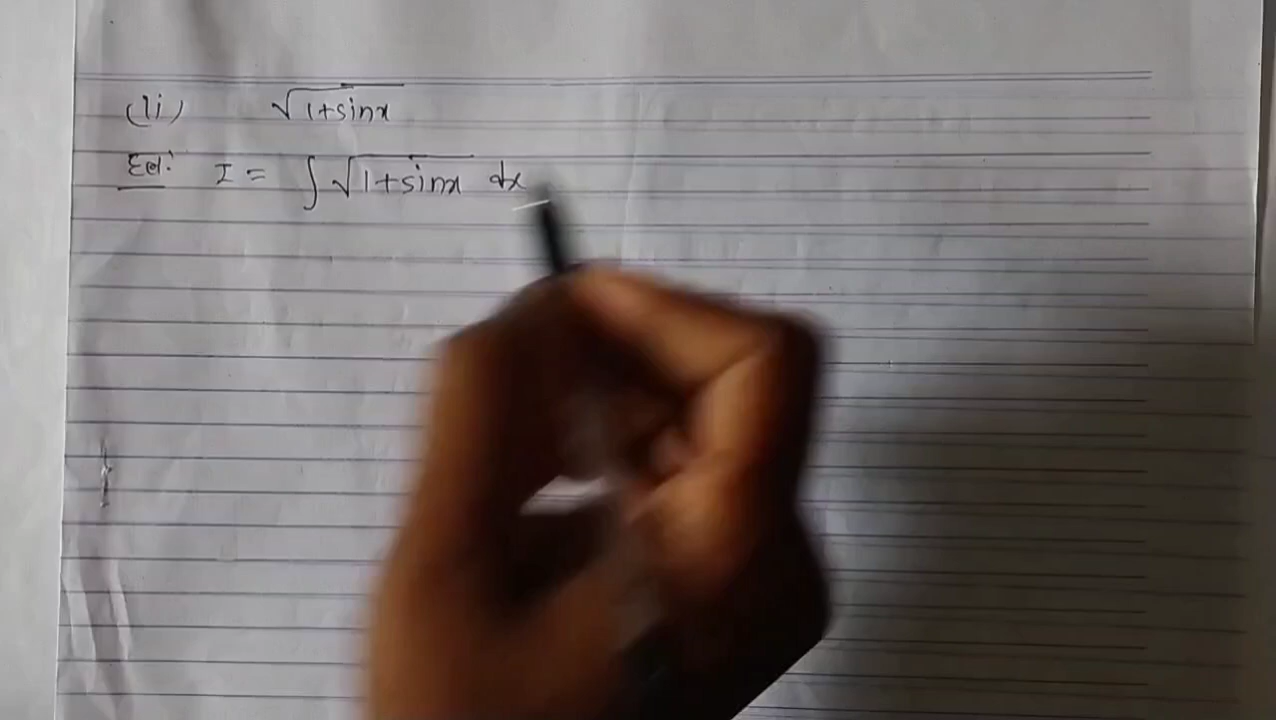 (ii) √1+sinx
Sol: I = ∫ √1+sinx dx